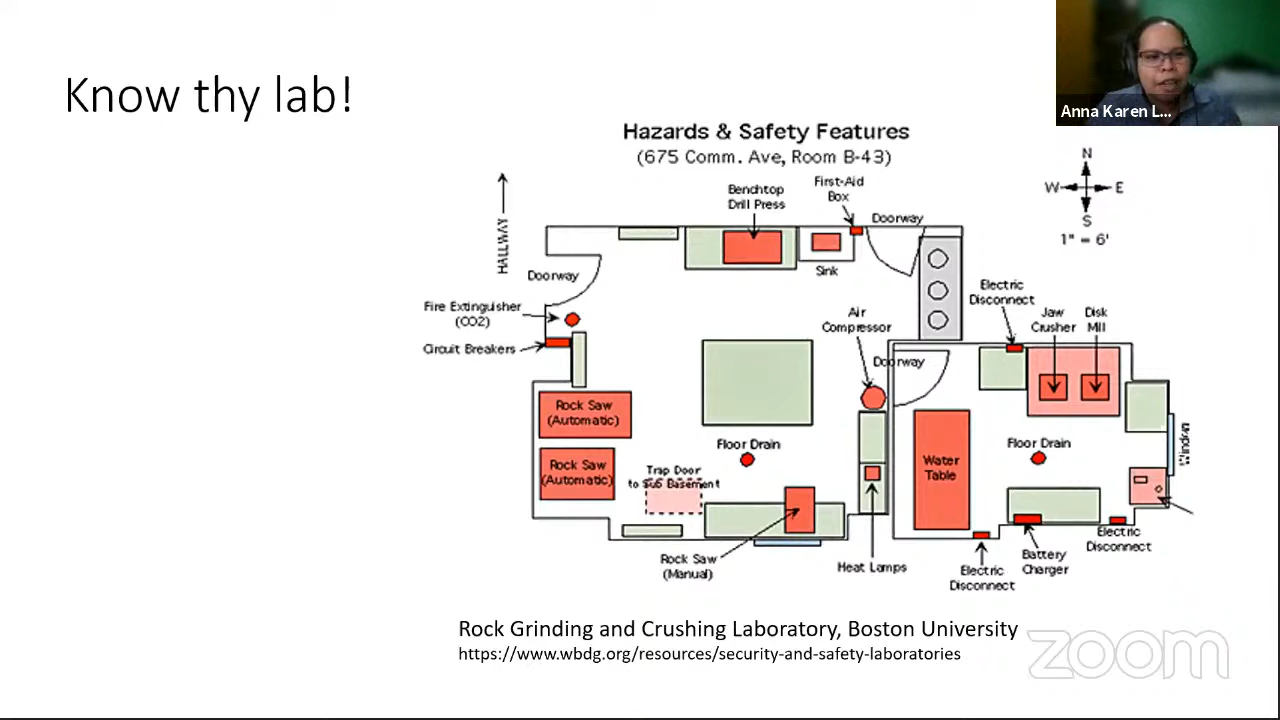 Know thy lab!
Anna Karen L...
Hazards & Safety Features
(675 Comm. Ave, Room B-43)
N
W
E
S
1" = 6'
HALLWAY
Benchtop
Drill Press
First-Aid
Box
Doorway
Sink
Doorway
Fire Extinguisher
(CO2)
Circuit Breakers
Air
Compressor
Electric
Disconnect
Jaw
Crusher
Disk
Mill
Doorway
Rock Saw
(Automatic)
Rock Saw
(Automatic)
Floor Drain
Trap Door
to Sub Basement
Water
Table
Floor Drain
Window
Rock Saw
(Manual)
Heat Lamps
Electric
Disconnect
Battery
Charger
Electric
Disconnect
Rock Grinding and Crushing Laboratory, Boston University
https://www.wbdg.org/resources/security-and-safety-laboratories
zoom